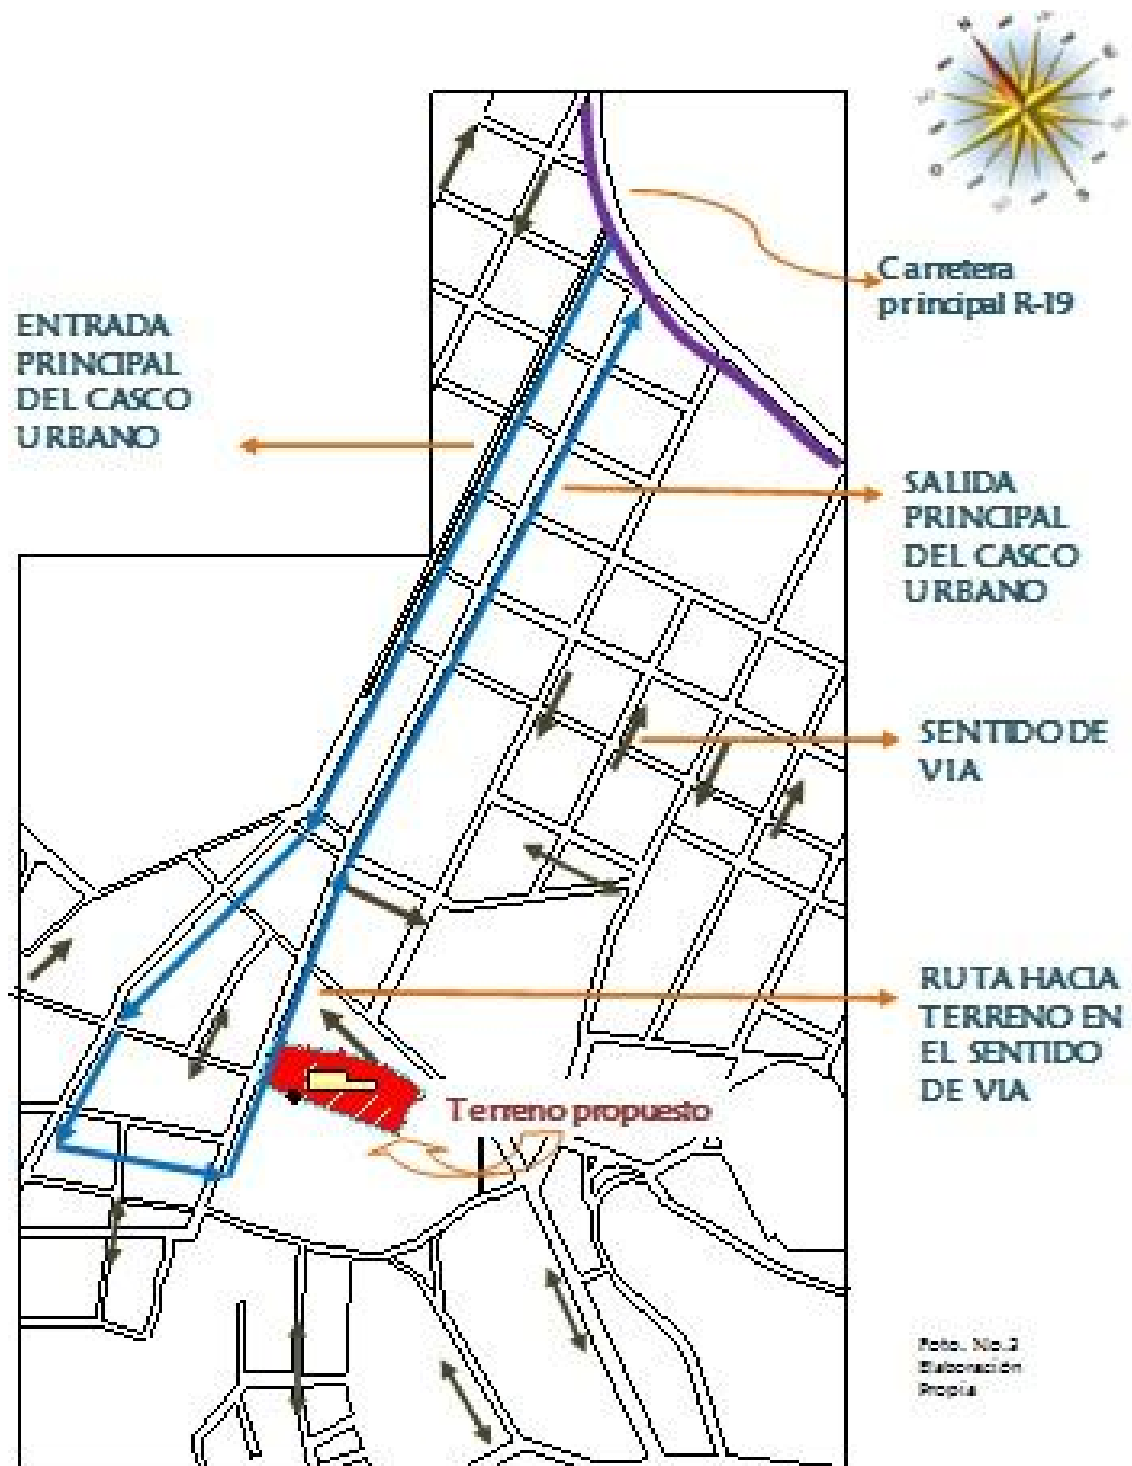 Carretera
principal R-19
ENTRADA
PRINCIPAL
DEL CASCO
URBANO
SALIDA
PRINCIPAL
DEL CASCO
URBANO
SENTIDO DE
VIA
RUTA HACIA
TERRENO EN
EL SENTIDO
DE VIA
Terreno propuesto
Foto. No.2
Elaboración
Propia